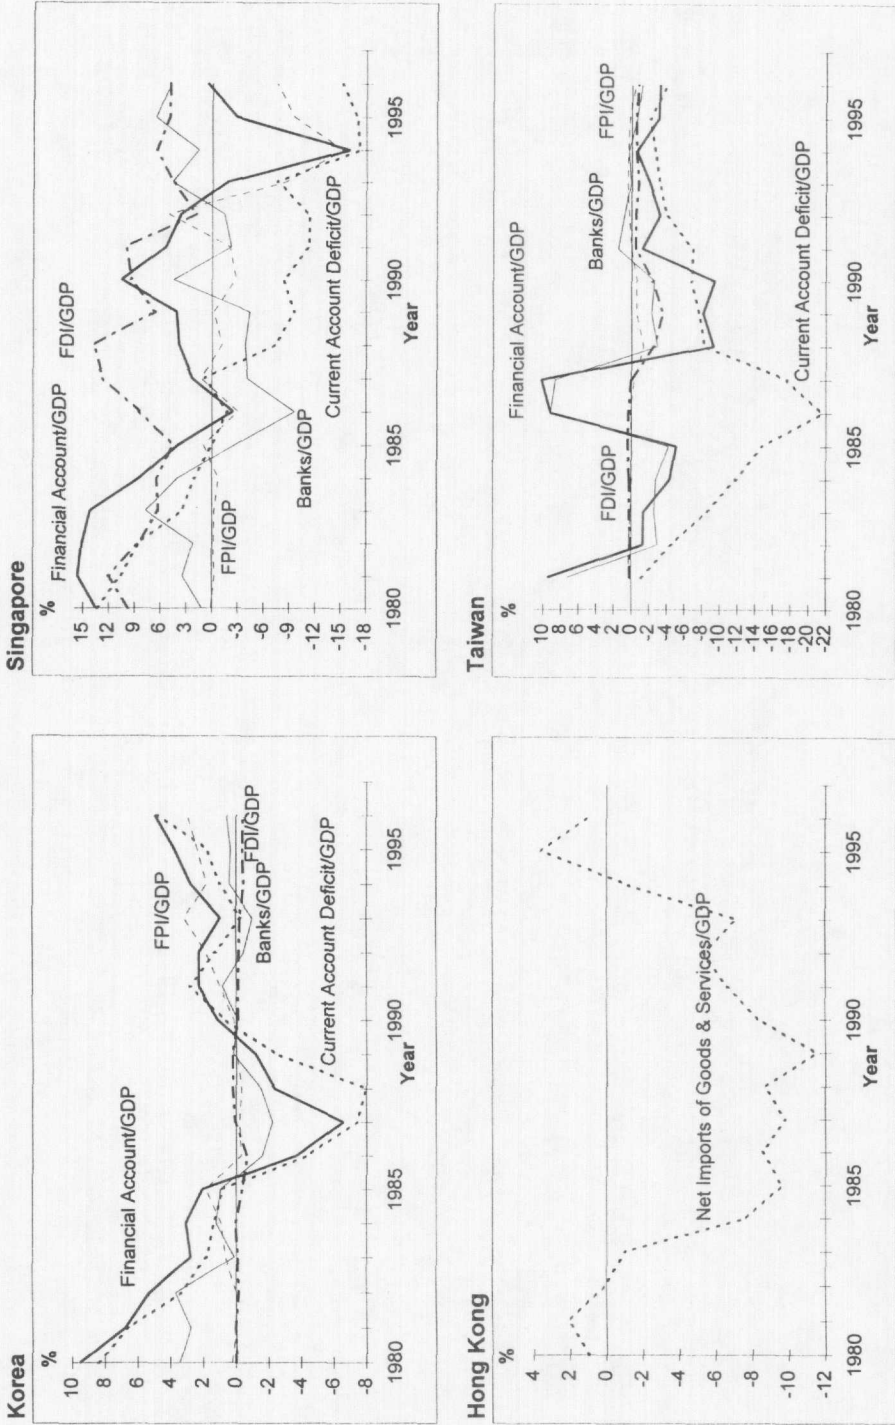 Korea
%
10
8
6
4
2
0
-2
-4
-6
-8
Financial Account/GDP
FPI/GDP
FDI/GDP
Banks/GDP
Current Account Deficit/GDP
1980
1985
1990
1995
Year
Singapore
%
15
12
9
6
3
0
-3
-6
-9
-12
-15
-18
Financial Account/GDP
FDI/GDP
FPI/GDP
Banks/GDP
Current Account Deficit/GDP
1980
1985
1990
1995
Year
Hong Kong
%
4
2
0
-2
-4
-6
-8
-10
-12
Net Imports of Goods & Services/GDP
1980
1985
1990
1995
Year
Taiwan
%
10
8
6
4
2
0
-2
-4
-6
-8
-10
-12
-14
-16
-18
-20
-22
Financial Account/GDP
FDI/GDP
Banks/GDP
FPI/GDP
Current Account Deficit/GDP
1980
1985
1990
1995
Year